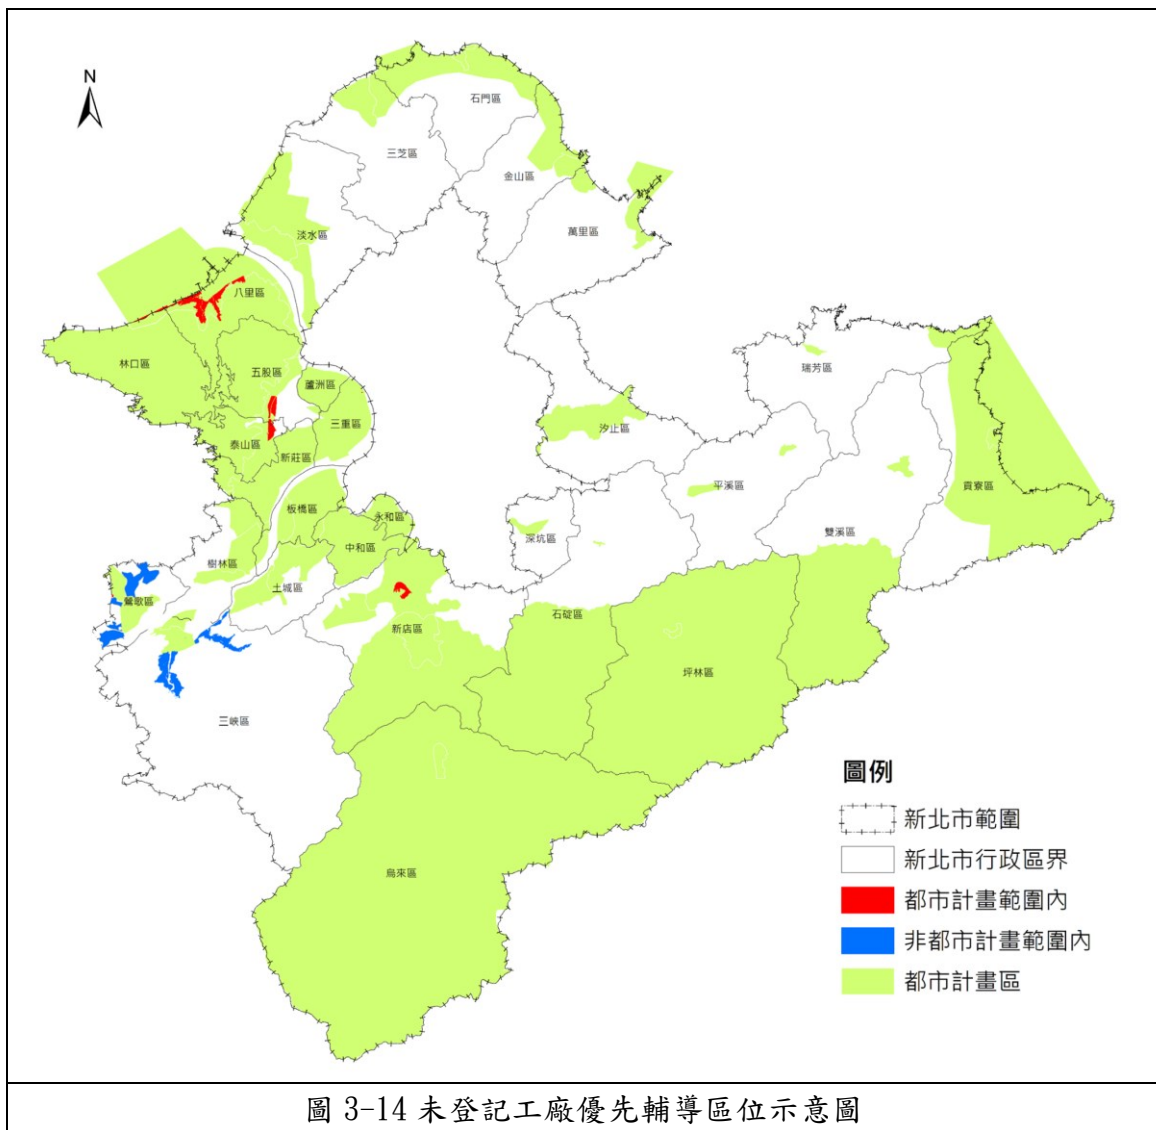 N
石門區
三芝區
金山區
萬里區
淡水區
八里區
林口區
五股區
蘆洲區
三重區
泰山區
新莊區
瑞芳區
汐止區
平溪區
貢寮區
雙溪區
板橋區
永和區
中和區
深坑區
樹林區
土城區
鶯歌區
新店區
石碇區
坪林區
三峽區
烏來區
圖例
新北市範圍
新北市行政區界
都市計畫範圍內
非都市計畫範圍內
都市計畫區
圖 3-14 未登記工廠優先輔導區位示意圖